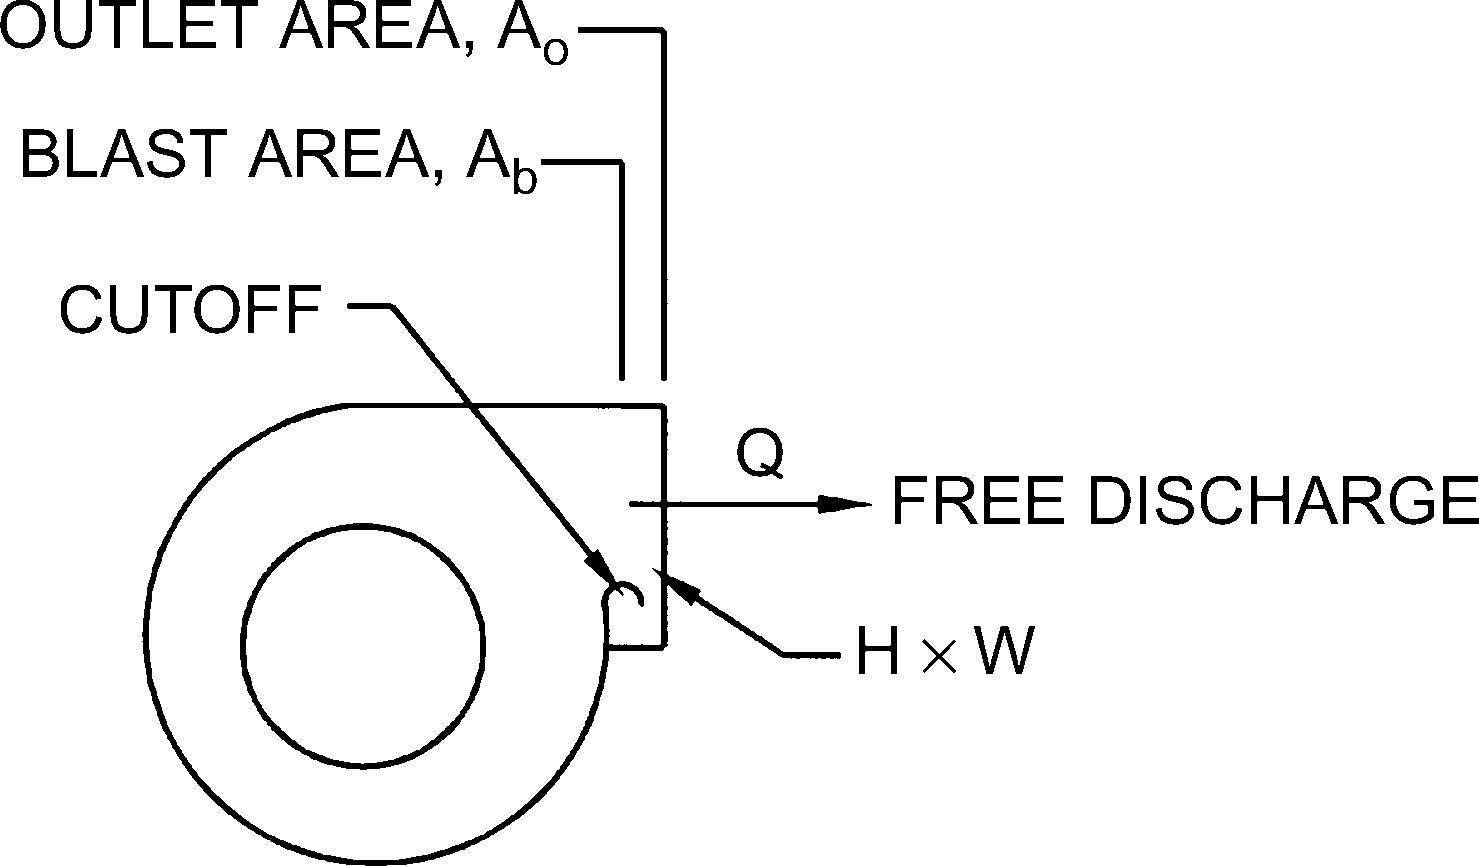 OUTLET AREA, Ao
BLAST AREA, Ab
CUTOFF
Q
FREE DISCHARGE
H × W